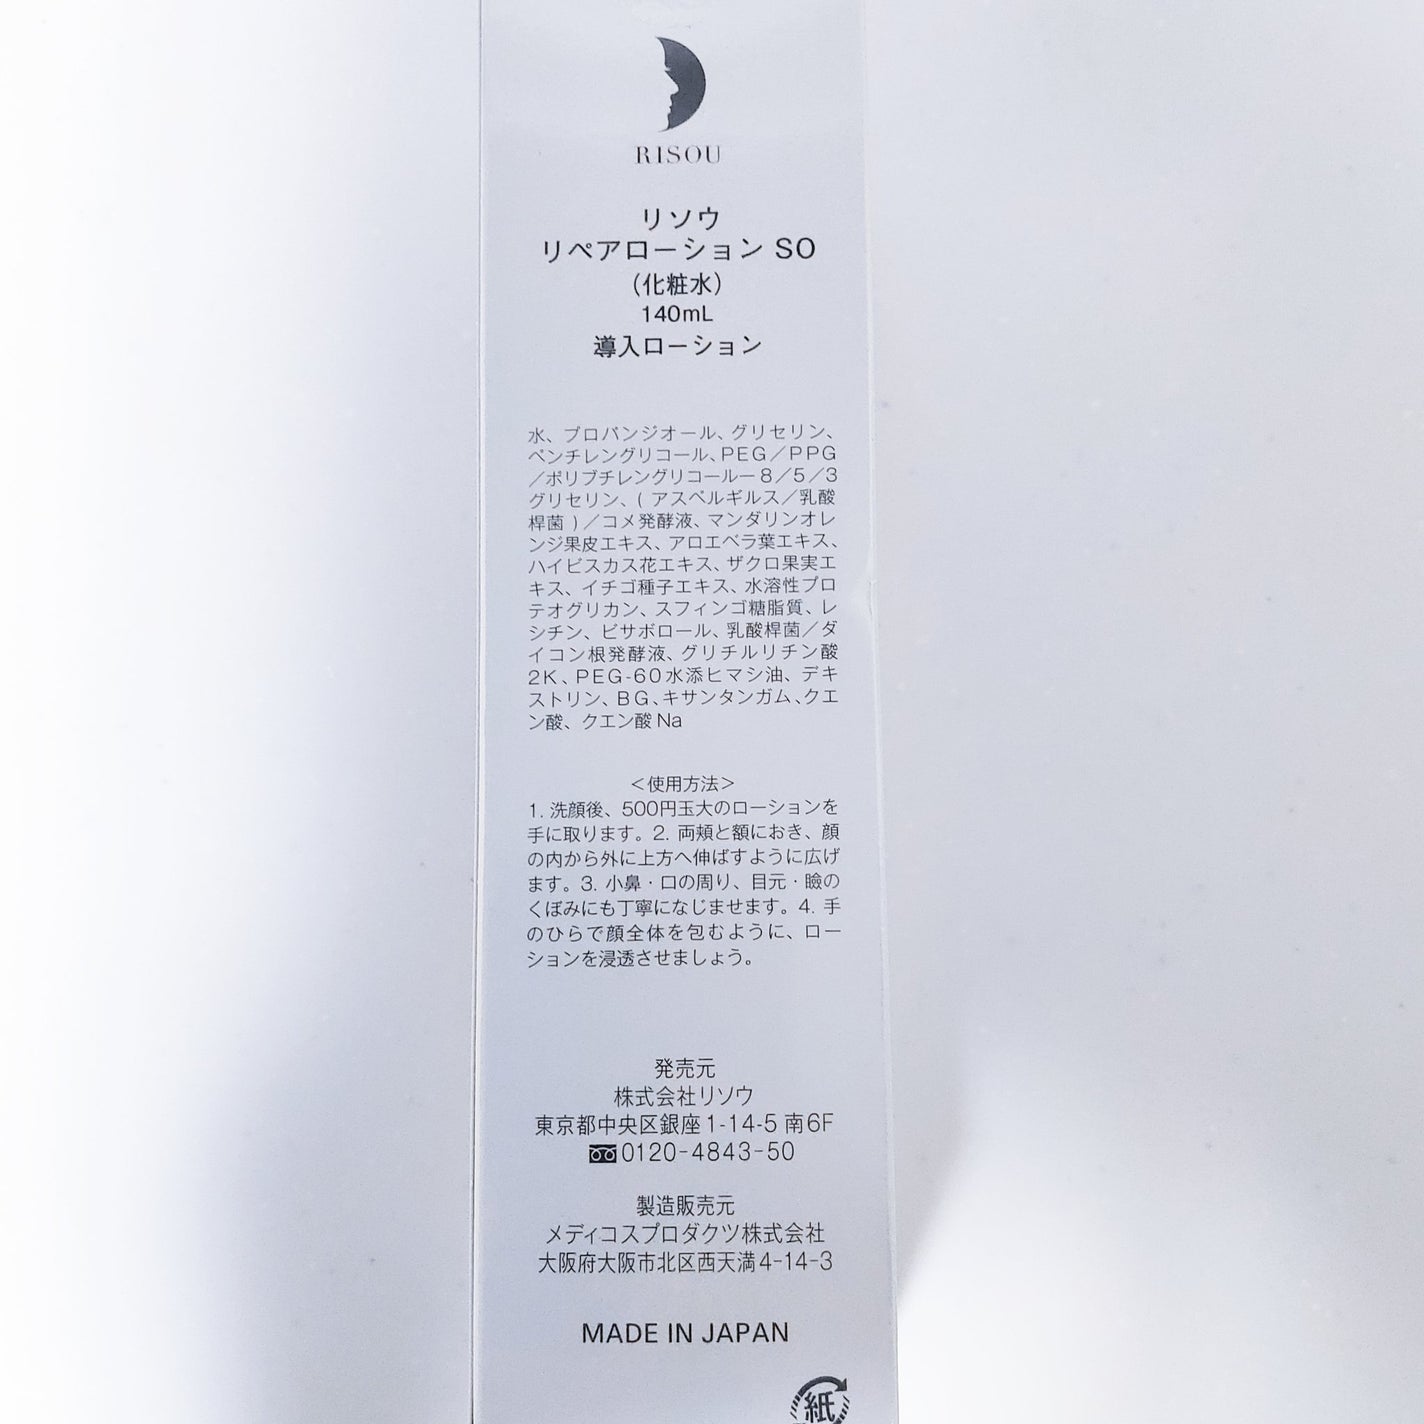 RISOU
リソウ
リペアローション SO
（化粧水）
140mL
導入ローション
水、プロパンジオール、グリセリン、
ペンチレングリコール、PEG／PPG
／ポリブチレングリコールー８／５／３
グリセリン、( アスペルギルス／乳酸
桿菌 )／コメ発酵液、マンダリンオレ
ンジ果皮エキス、アロエベラ葉エキス、
ハイビスカス花エキス、ザクロ果実エ
キス、イチゴ種子エキス、水溶性プロ
テオグリカン、スフィンゴ糖脂質、レ
シチン、ビサボロール、乳酸桿菌／ダ
イコン根発酵液、グリチルリチン酸
2K、PEG-60水添ヒマシ油、デキ
ストリン、BG、キサンタンガム、クエ
ン酸、クエン酸 Na
＜使用方法＞
1. 洗顔後、500円玉大のローションを
手に取ります。2. 両頬と額におき、顔
の内から外に上方へ伸ばすように広げ
ます。3. 小鼻・口の周り、目元・瞼の
くぼみにも丁寧になじませます。4. 手
のひらで顔全体を包むように、ロー
ションを浸透させましょう。
発売元
株式会社リソウ
東京都中央区銀座1-14-5 南6F
0120-4843-50
製造販売元
メディコスプロダクツ株式会社
大阪府大阪市北区西天満4-14-3
MADE IN JAPAN
紙